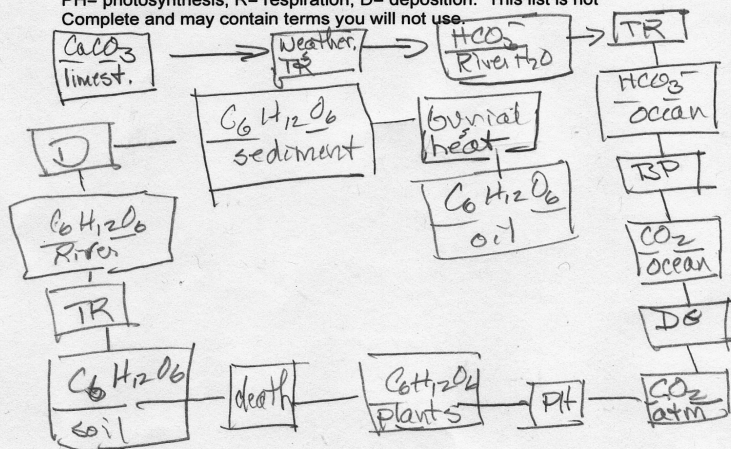 PH= photosynthesis, R= respiration, D= deposition. This list is not
Complete and may contain terms you will not use.
CaCO3
limest.
weather.
TR
HCO3-
River H2O
TR
HCO3-
ocean
D
C6H12O6
sediment
burial
heat
BP
C6H12O6
River
C6H12O6
oil
CO2
ocean
TR
DG
C6H12O6
soil
death
C6H12O6
plants
PH
CO2
atm